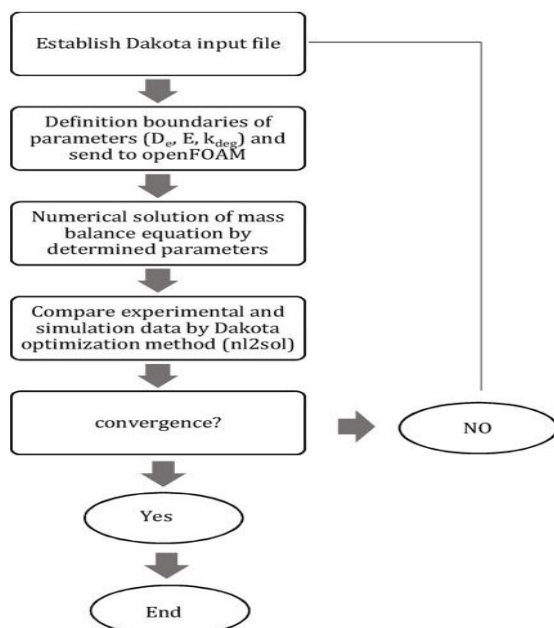 Establish Dakota input file
Definition boundaries of
parameters (Dₑ, E, k_deg) and
send to openFOAM
Numerical solution of mass
balance equation by
determined parameters
Compare experimental and
simulation data by Dakota
optimization method (nl2sol)
convergence?
NO
Yes
End